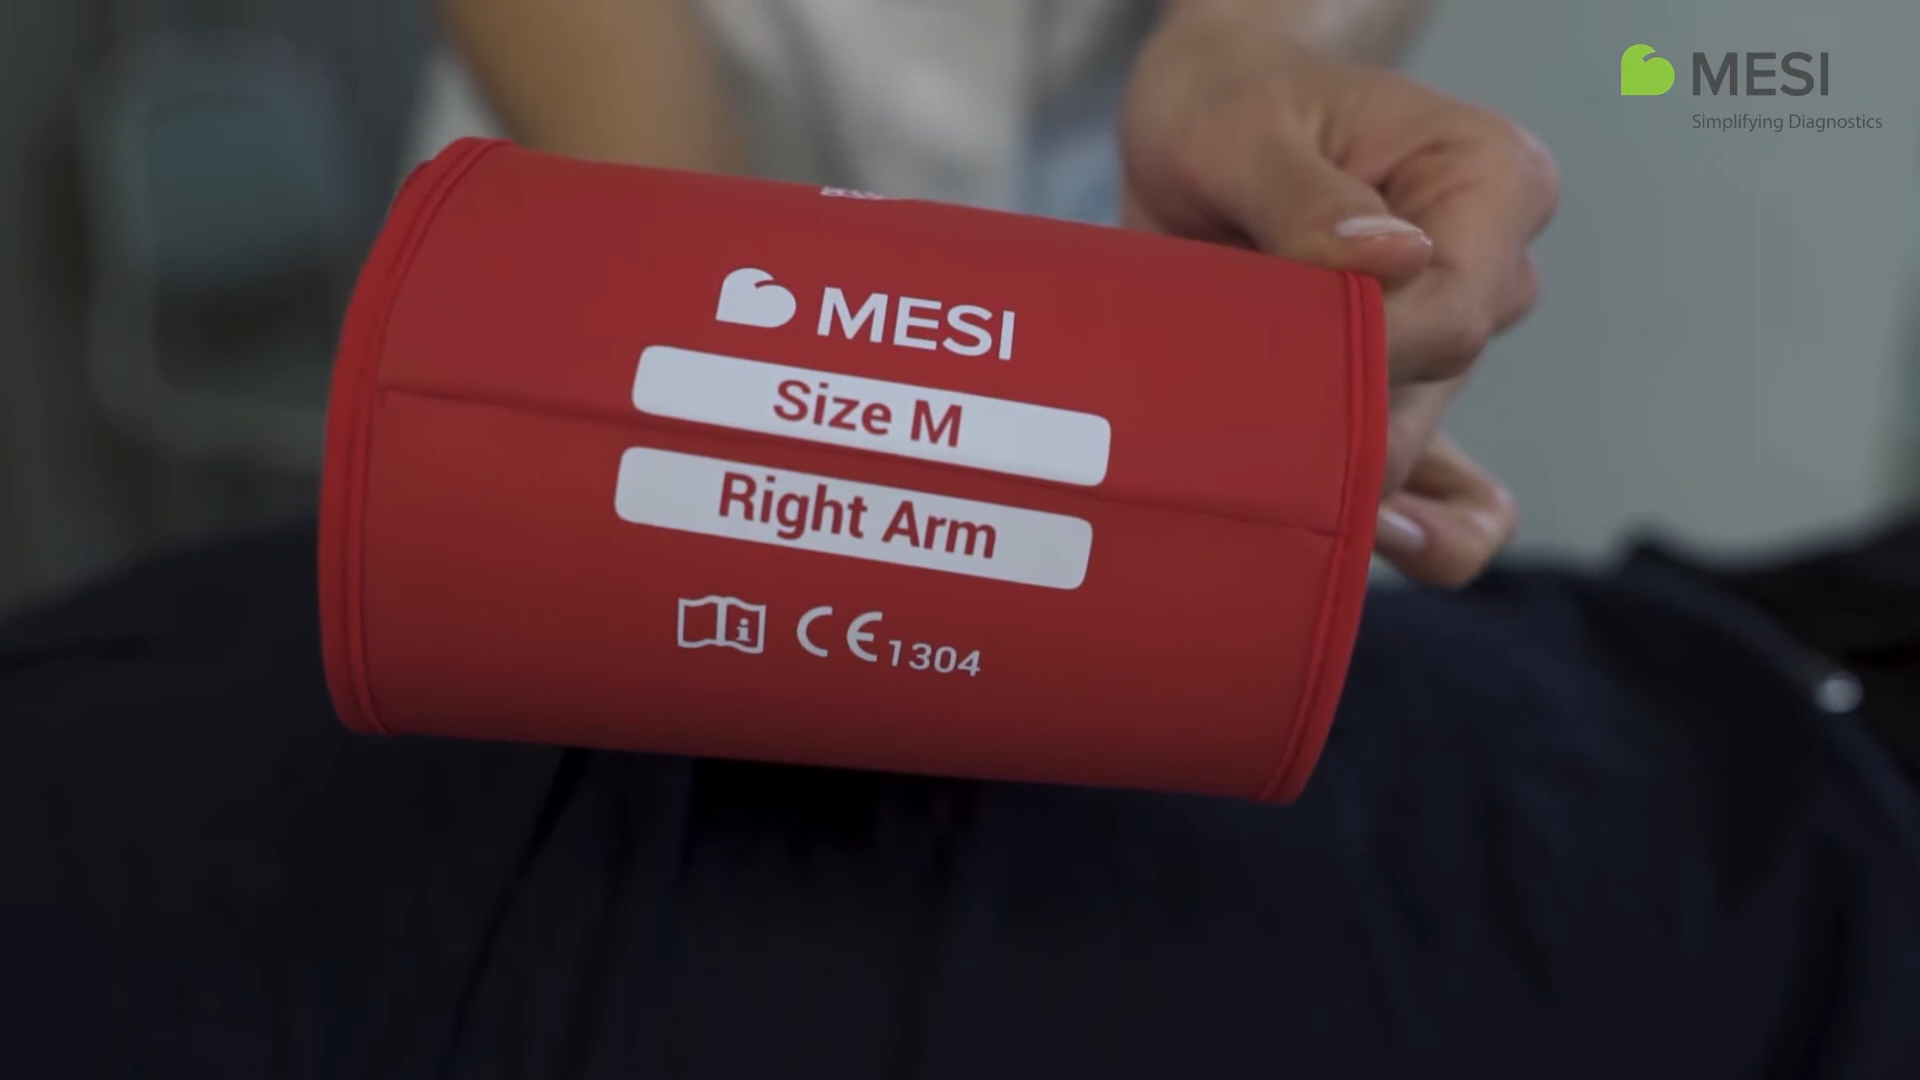 MESI
Simplifying Diagnostics
MESI
Size M
Right Arm
CE 1304